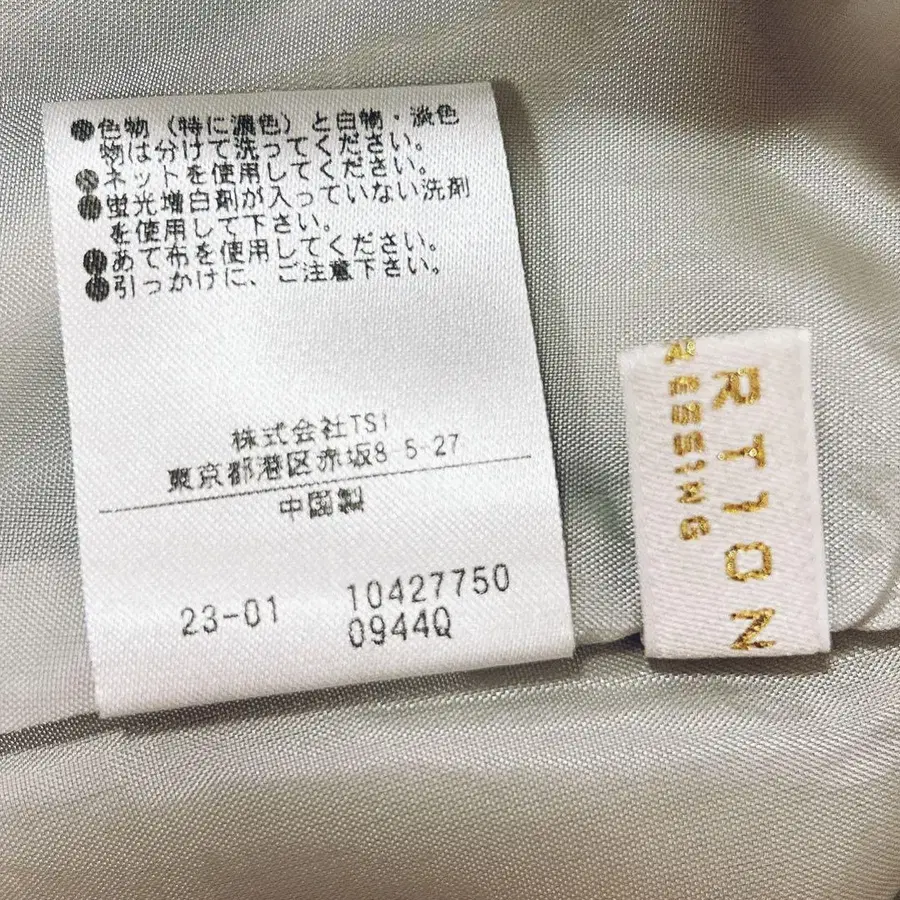 ●色物（特に濃色）と白物・淡色
物は分けて洗ってください。
●ネットを使用してください。
●蛍光増白剤が入っていない洗剤
を使用して下さい。
●あて布を使用してください。
●引っかけに、ご注意下さい。
株式会社TSI
東京都港区赤坂8-5-27
中国製
23-01 10427750
0944Q
RTION
RESSING